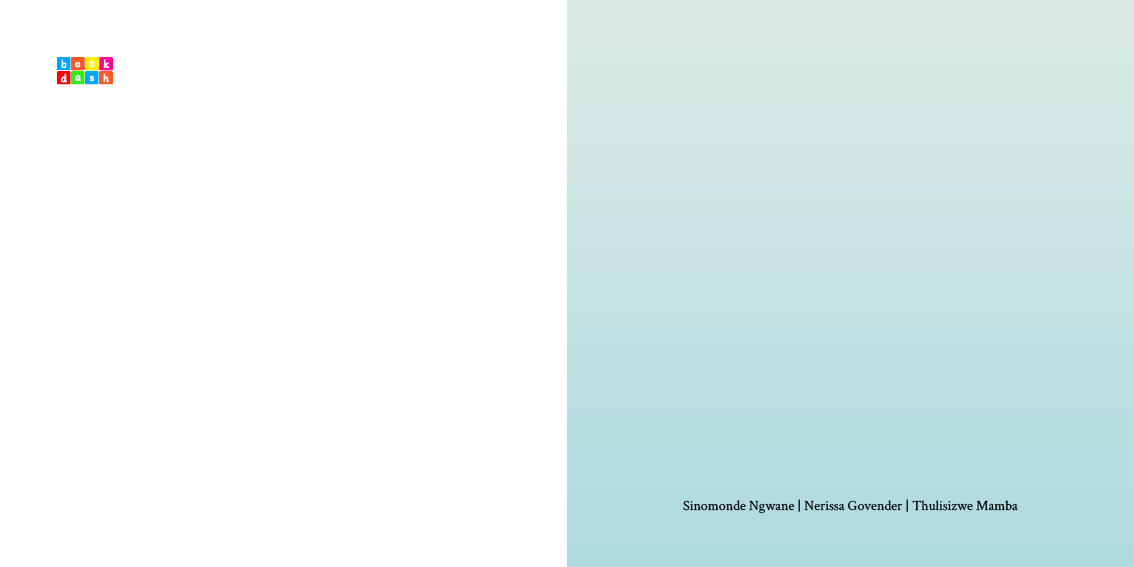 book
dash
Sinomonde Ngwane | Nerissa Govender | Thulisizwe Mamba